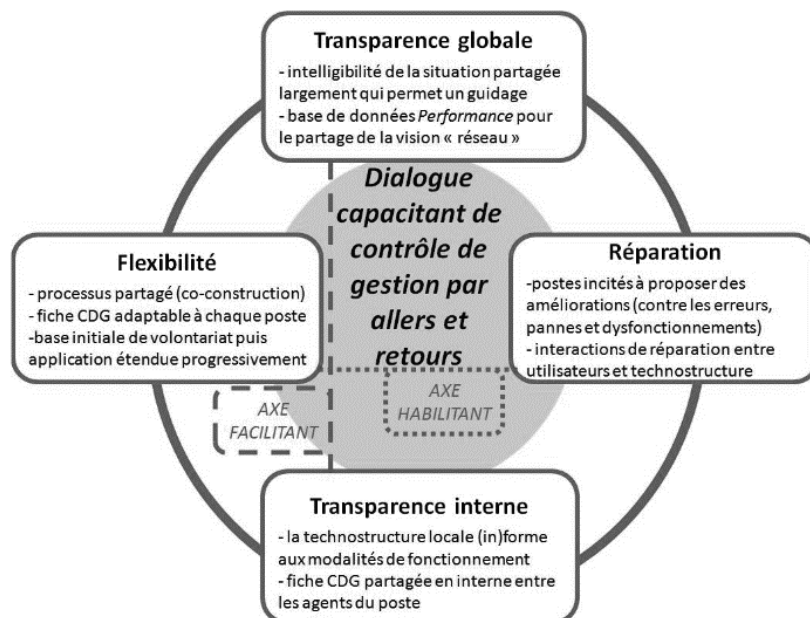 Transparence globale
- intelligibilité de la situation partagée
largement qui permet un guidage
- base de données Performance pour
le partage de la vision « réseau »
Dialogue
capacitant de
contrôle de
gestion par
allers et
retours
Flexibilité
- processus partagé (co-construction)
- fiche CDG adaptable à chaque poste
-base initiale de volontariat puis
application étendue progressivement
Réparation
-postes incités à proposer des
améliorations (contre les erreurs,
pannes et dysfonctionnements)
- interactions de réparation entre
utilisateurs et technostructure
AXE
FACILITANT
AXE
HABILITANT
Transparence interne
- la technostructure locale (in)forme
aux modalités de fonctionnement
- fiche CDG partagée en interne entre
les agents du poste